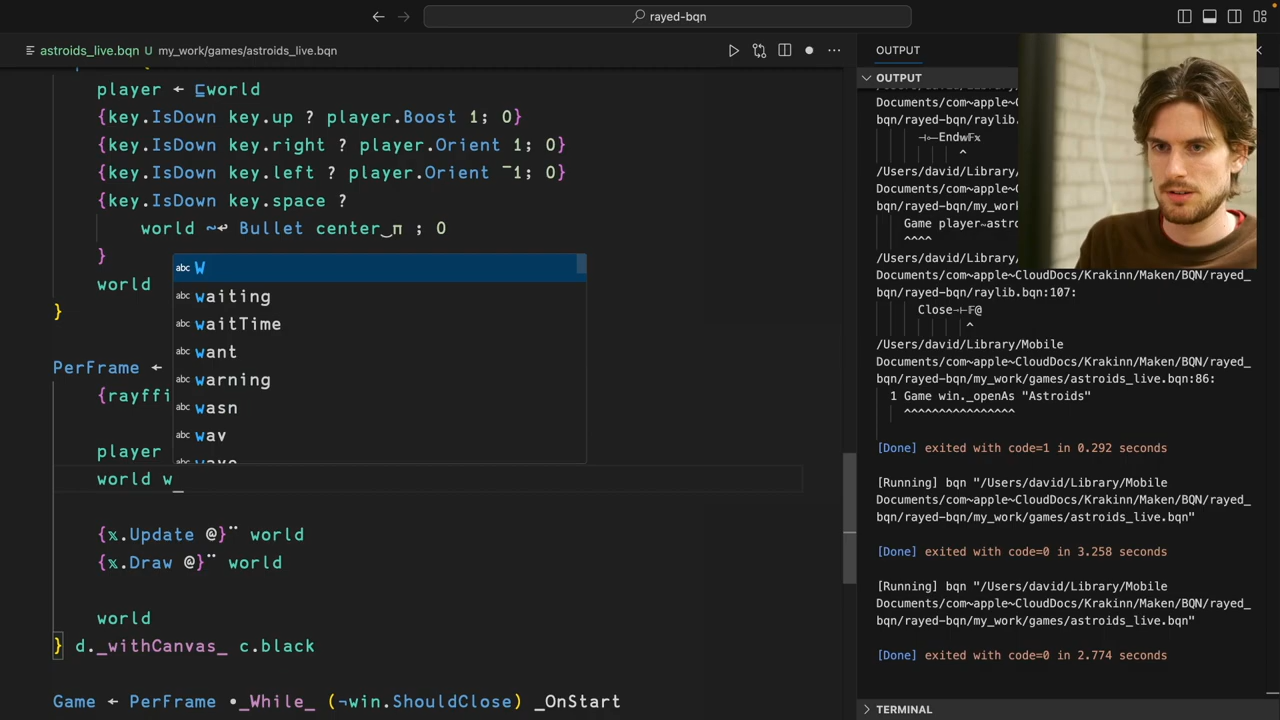 rayed-bqn
astroids_live.bqn U my_work/games/astroids_live.bqn
player ← ⊑world
{key.IsDown key.up ? player.Boost 1; 0}
{key.IsDown key.right ? player.Orient 1; 0}
{key.IsDown key.left ? player.Orient ¯1; 0}
{key.IsDown key.space ?
world ~↩ Bullet center‿π ; 0
}
world
}
PerFrame ←
{rayffi
player
world w_
{𝕩.Update @}¨ world
{𝕩.Draw @}¨ world
world
} d._withCanvas_ c.black
Game ← PerFrame •_While_ (¬win.ShouldClose) _OnStart
abc W
abc waiting
abc waitTime
abc want
abc warning
abc wasn
abc wav
OUTPUT
OUTPUT
Documents/com~apple~C
bqn/rayed-bqn/raylib.
⊣⟜Endw𝔽x
^
/Users/david/Library/
Documents/com~apple~C
bqn/rayed-bqn/my_work
Game player~astro
^^^^
/Users/david/Library/
Documents/com~apple~CloudDocs/Krakinn/Maken/BQN/rayed_
bqn/rayed-bqn/raylib.bqn:107:
Close⊣⊢𝔽@
^
/Users/david/Library/Mobile
Documents/com~apple~CloudDocs/Krakinn/Maken/BQN/rayed_
bqn/rayed-bqn/my_work/games/astroids_live.bqn:86:
1 Game win._openAs "Astroids"
^^^^^^^^^^^^^^^^
[Done] exited with code=1 in 0.292 seconds
[Running] bqn "/Users/david/Library/Mobile
Documents/com~apple~CloudDocs/Krakinn/Maken/BQN/rayed_
bqn/rayed-bqn/my_work/games/astroids_live.bqn"
[Done] exited with code=0 in 3.258 seconds
[Running] bqn "/Users/david/Library/Mobile
Documents/com~apple~CloudDocs/Krakinn/Maken/BQN/rayed_
bqn/rayed-bqn/my_work/games/astroids_live.bqn"
[Done] exited with code=0 in 2.774 seconds
TERMINAL